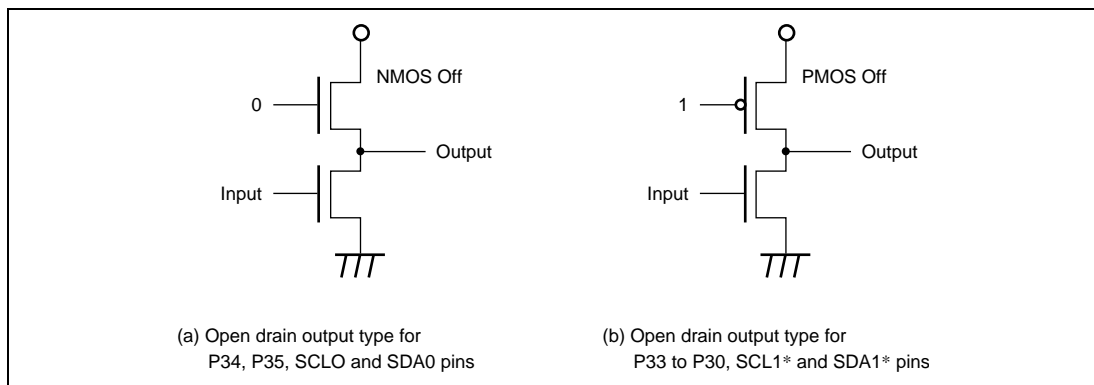 NMOS Off
0
Output
Input
(a) Open drain output type for
P34, P35, SCLO and SDA0 pins
PMOS Off
1
Output
Input
(b) Open drain output type for
P33 to P30, SCL1* and SDA1* pins